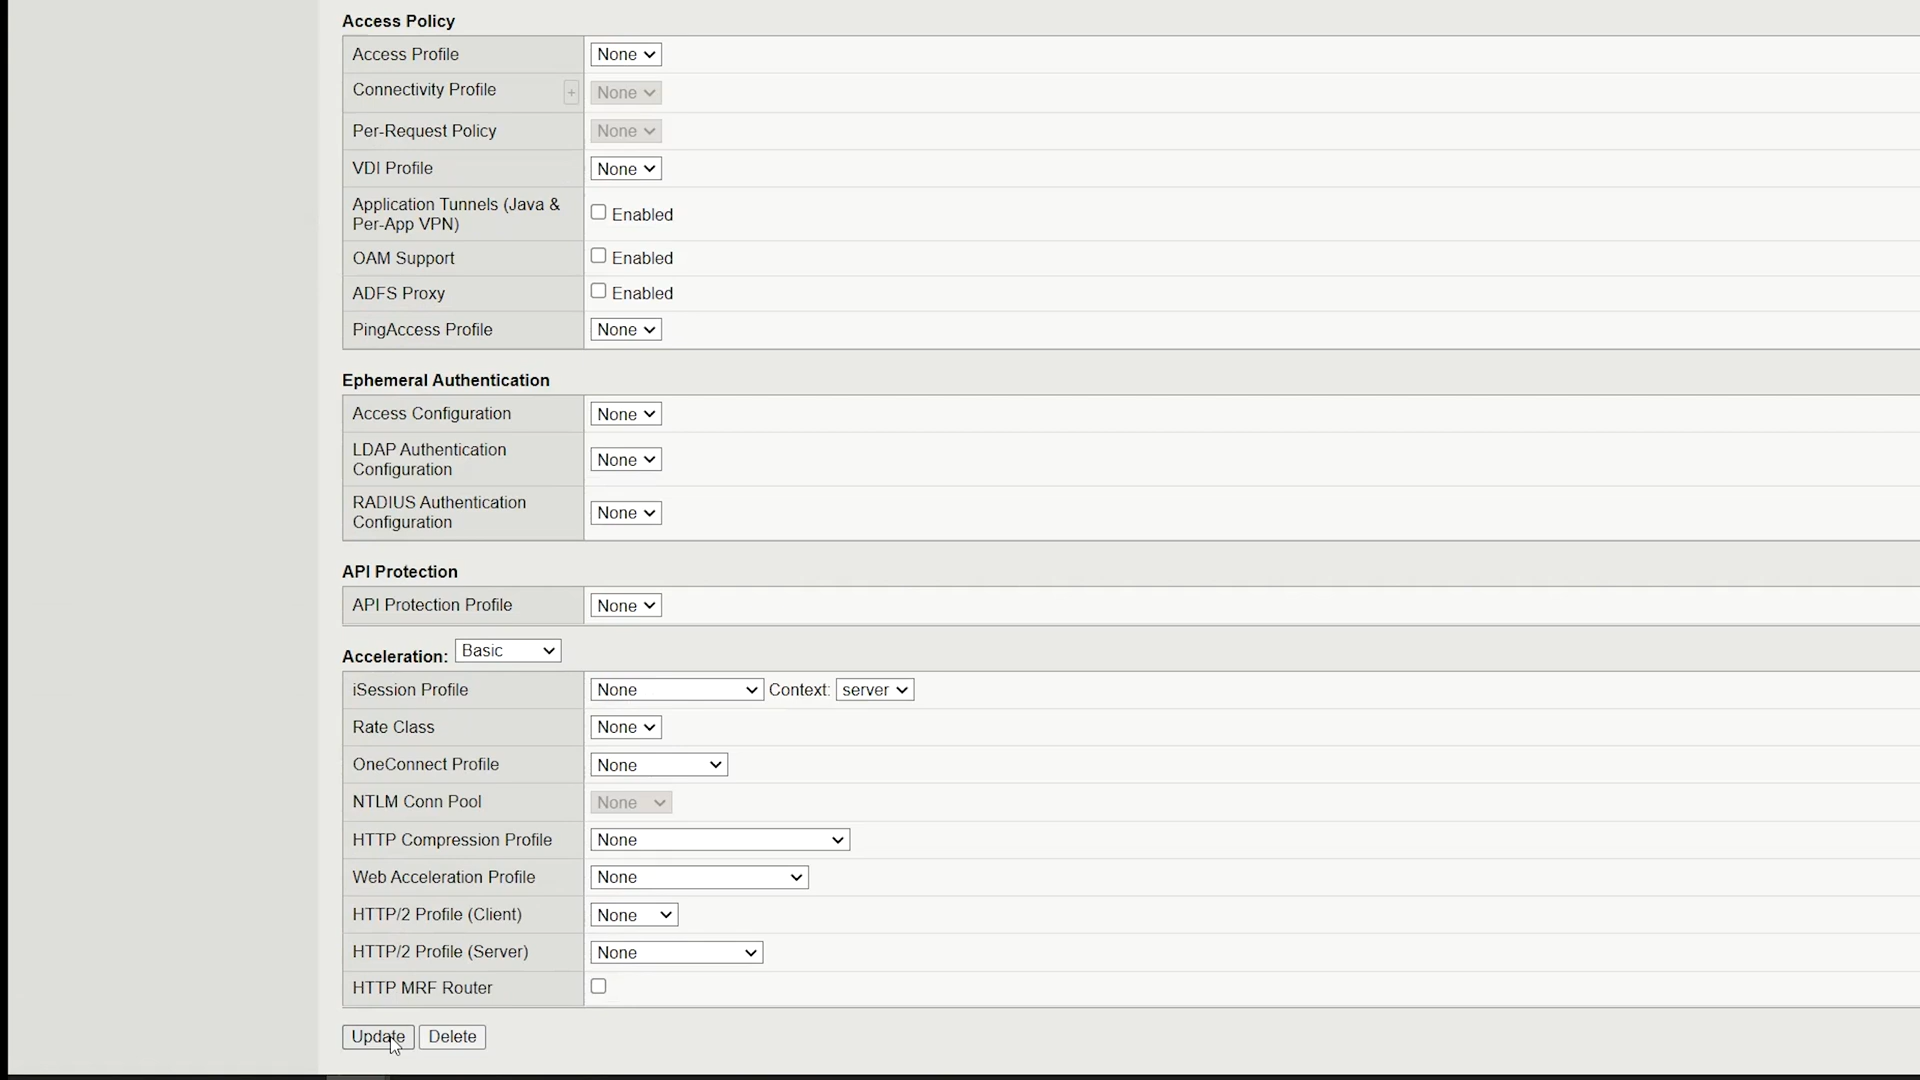 Access Policy
Access Profile None
Connectivity Profile + None
Per-Request Policy None
VDI Profile None
Application Tunnels (Java &
Per-App VPN) Enabled
OAM Support Enabled
ADFS Proxy Enabled
PingAccess Profile None
Ephemeral Authentication
Access Configuration None
LDAP Authentication
Configuration None
RADIUS Authentication
Configuration None
API Protection
API Protection Profile None
Acceleration: Basic
iSession Profile None Context: server
Rate Class None
OneConnect Profile None
NTLM Conn Pool None
HTTP Compression Profile None
Web Acceleration Profile None
HTTP/2 Profile (Client) None
HTTP/2 Profile (Server) None
HTTP MRF Router
Update Delete